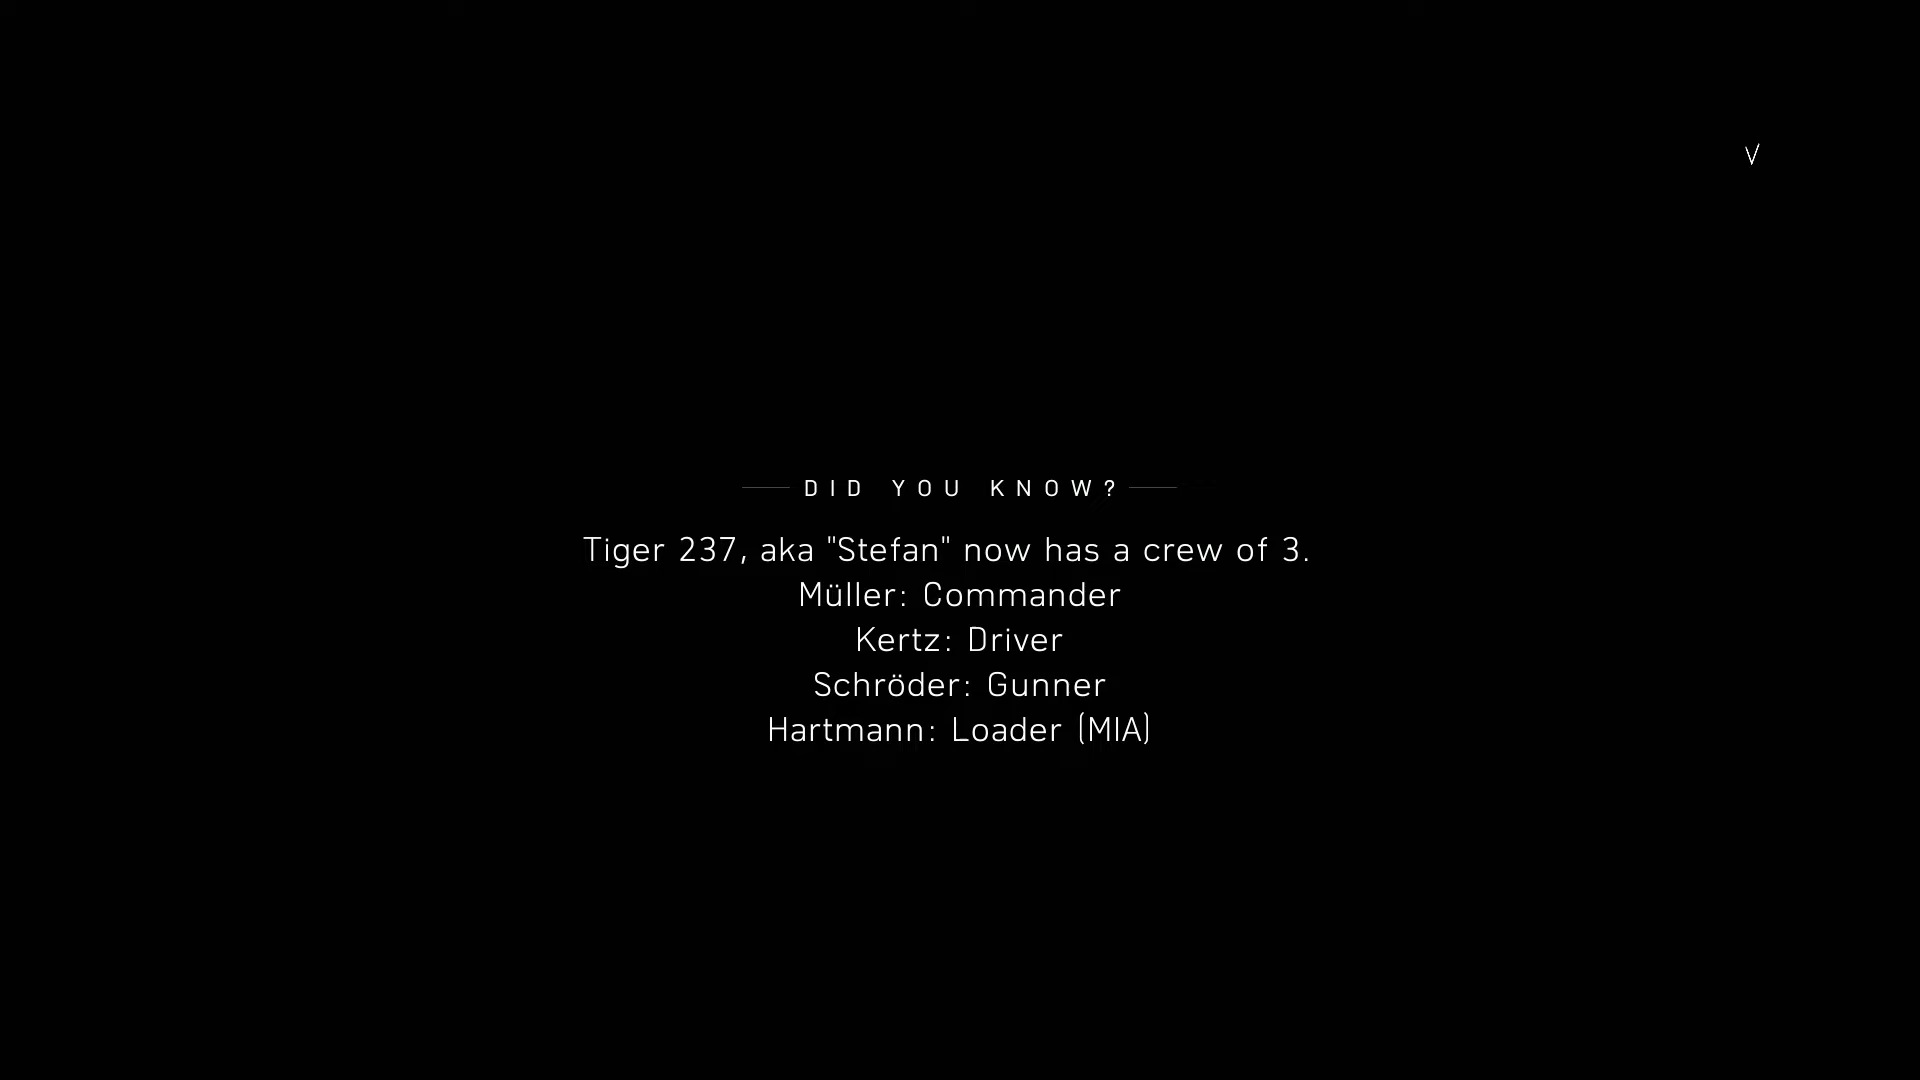 V
DID YOU KNOW?
Tiger 237, aka "Stefan" now has a crew of 3.
Müller: Commander
Kertz: Driver
Schröder: Gunner
Hartmann: Loader (MIA)